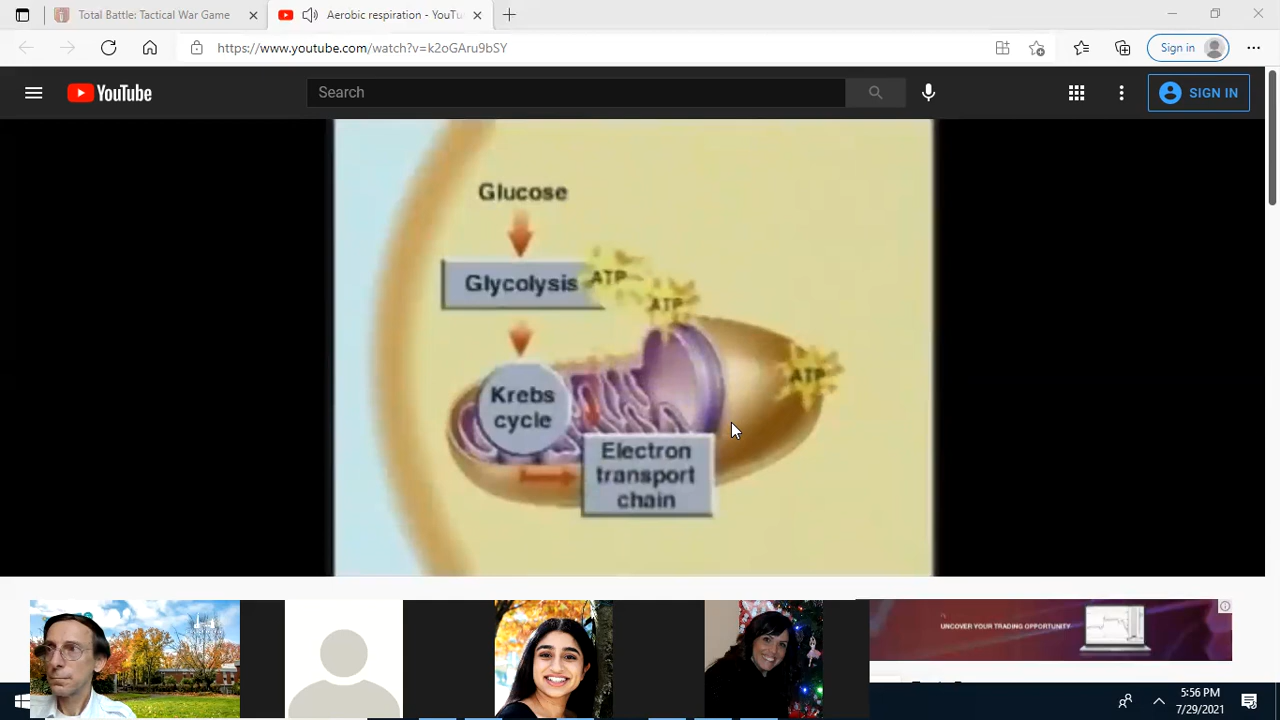 Total Battle: Tactical War Game
Aerobic respiration - YouTu
https://www.youtube.com/watch?v=k2oGAru9bSY
Sign in
YouTube
Search
SIGN IN
Glucose
Glycolysis
ATP
ATP
ATP
Krebs
cycle
Electron
transport
chain
UNCOVER YOUR TRADING OPPORTUNITY
5:56 PM
7/29/2021